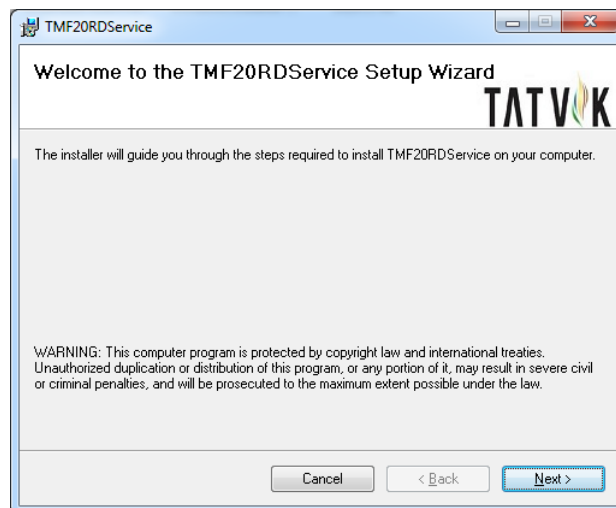 TMF20RDService
Welcome to the TMF20RDService Setup Wizard
TATVIK
The installer will guide you through the steps required to install TMF20RDService on your computer.
WARNING: This computer program is protected by copyright law and international treaties.
Unauthorized duplication or distribution of this program, or any portion of it, may result in severe civil
or criminal penalties, and will be prosecuted to the maximum extent possible under the law.
Cancel
< Back
Next >